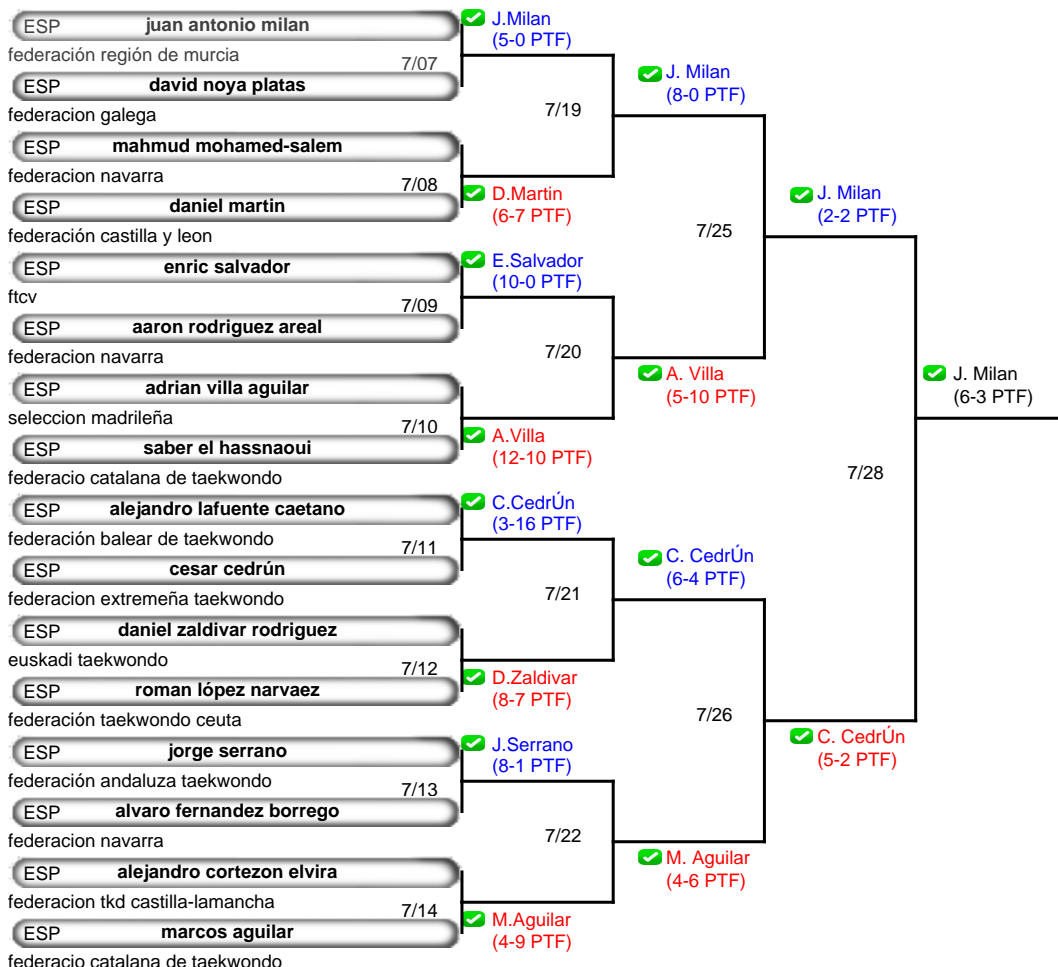 ESP juan antonio milan
federación región de murcia
7/07
ESP david noya platas
federacion galega
ESP mahmud mohamed-salem
federacion navarra
7/08
ESP daniel martin
federación castilla y leon
ESP enric salvador
ftcv
7/09
ESP aaron rodriguez areal
federacion navarra
ESP adrian villa aguilar
seleccion madrileña
7/10
ESP saber el hassnaoui
federacio catalana de taekwondo
ESP alejandro lafuente caetano
federación balear de taekwondo
7/11
ESP cesar cedrún
federacion extremeña taekwondo
ESP daniel zaldivar rodriguez
euskadi taekwondo
7/12
ESP roman lópez narvaez
federación taekwondo ceuta
ESP jorge serrano
federación andaluza taekwondo
7/13
ESP alvaro fernandez borrego
federacion navarra
ESP alejandro cortezon elvira
federacion tkd castilla-lamancha
7/14
ESP marcos aguilar
federacio catalana de taekwondo
J.Milan
(5-0 PTF)
7/19
D.Martin
(6-7 PTF)
E.Salvador
(10-0 PTF)
7/20
A.Villa
(12-10 PTF)
C.CedrÚn
(3-16 PTF)
7/21
D.Zaldivar
(8-7 PTF)
J.Serrano
(8-1 PTF)
7/22
M.Aguilar
(4-9 PTF)
J. Milan
(8-0 PTF)
7/25
A. Villa
(5-10 PTF)
C. CedrÚn
(6-4 PTF)
7/26
M. Aguilar
(4-6 PTF)
J. Milan
(2-2 PTF)
7/28
C. CedrÚn
(5-2 PTF)
J. Milan
(6-3 PTF)